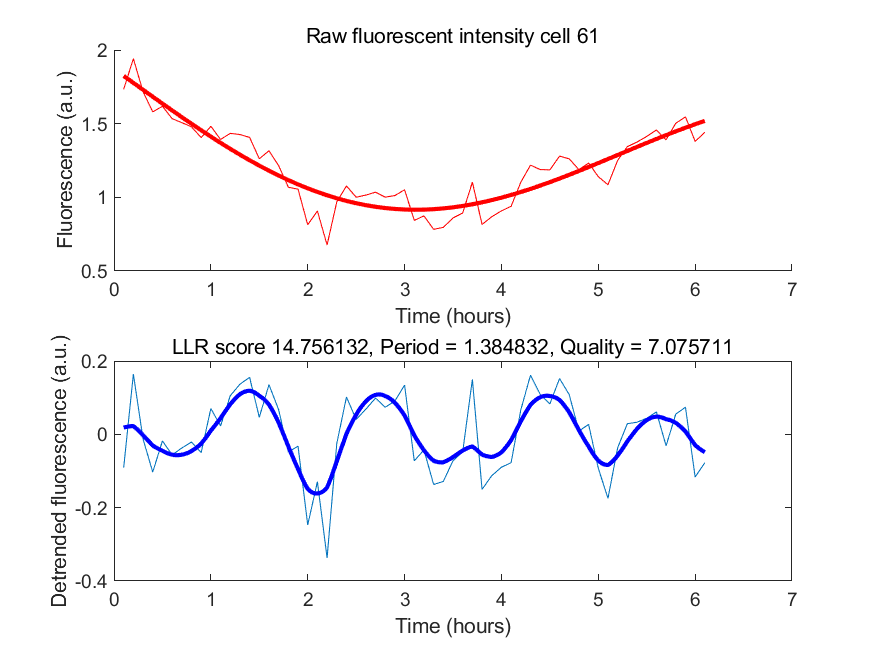 Raw fluorescent intensity cell 61
Fluorescence (a.u.)
2
1.5
1
0.5
0 1 2 3 4 5 6 7
Time (hours)
LLR score 14.756132, Period = 1.384832, Quality = 7.075711
Detrended fluorescence (a.u.)
0.2
0
-0.2
-0.4
0 1 2 3 4 5 6 7
Time (hours)